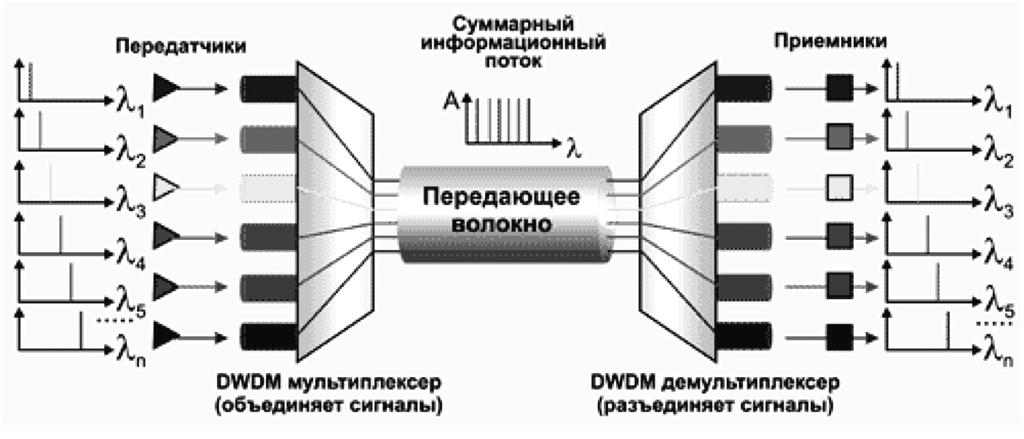 Суммарный
информационный
поток
Передатчики
Приемники
A
λ
λ1
λ2
λ3
λ4
λ5
λn
Передающее
волокно
λ1
λ2
λ3
λ4
λ5
λn
DWDM мультиплексер
(объединяет сигналы)
DWDM демультиплексер
(разъединяет сигналы)